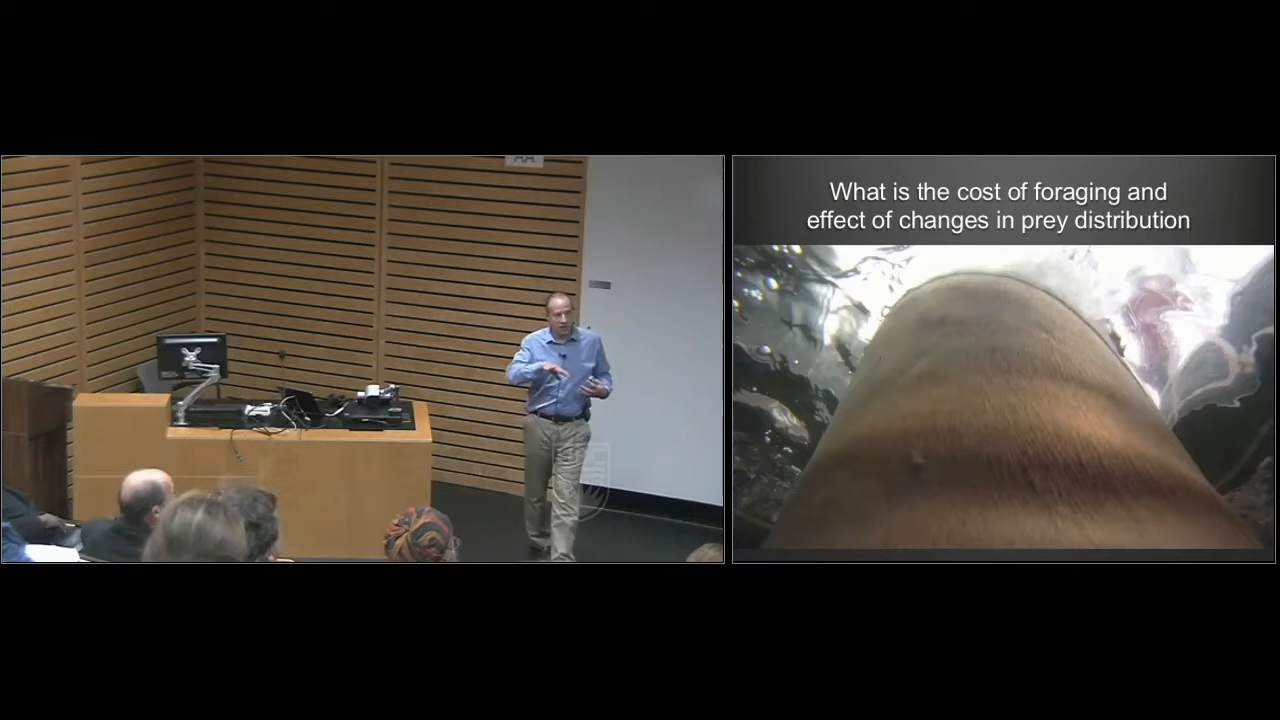 What is the cost of foraging and
effect of changes in prey distribution